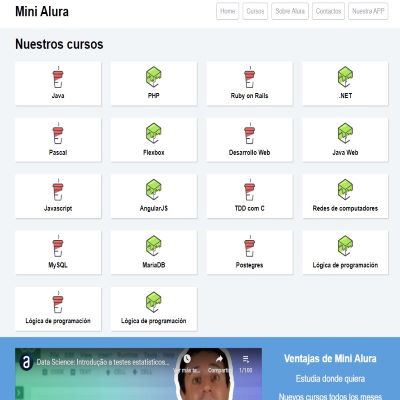 Mini Alura
Home Cursos Sobre Alura Contactos Nuestra APP
Nuestros cursos
Java PHP Ruby on Rails .NET
Pascal Flexbox Desarrollo Web Java Web
Javascript AngularJS TDD com C Redes de computadores
MySQL MariaDB Postegres Lógica de programación
Lógica de programación Lógica de programación
a Data Science: Introdução a testes estatísticos...
Ver más ta... Compartir 1/100
Ventajas de Mini Alura
Estudia donde quiera
Nuevos cursos todos los meses